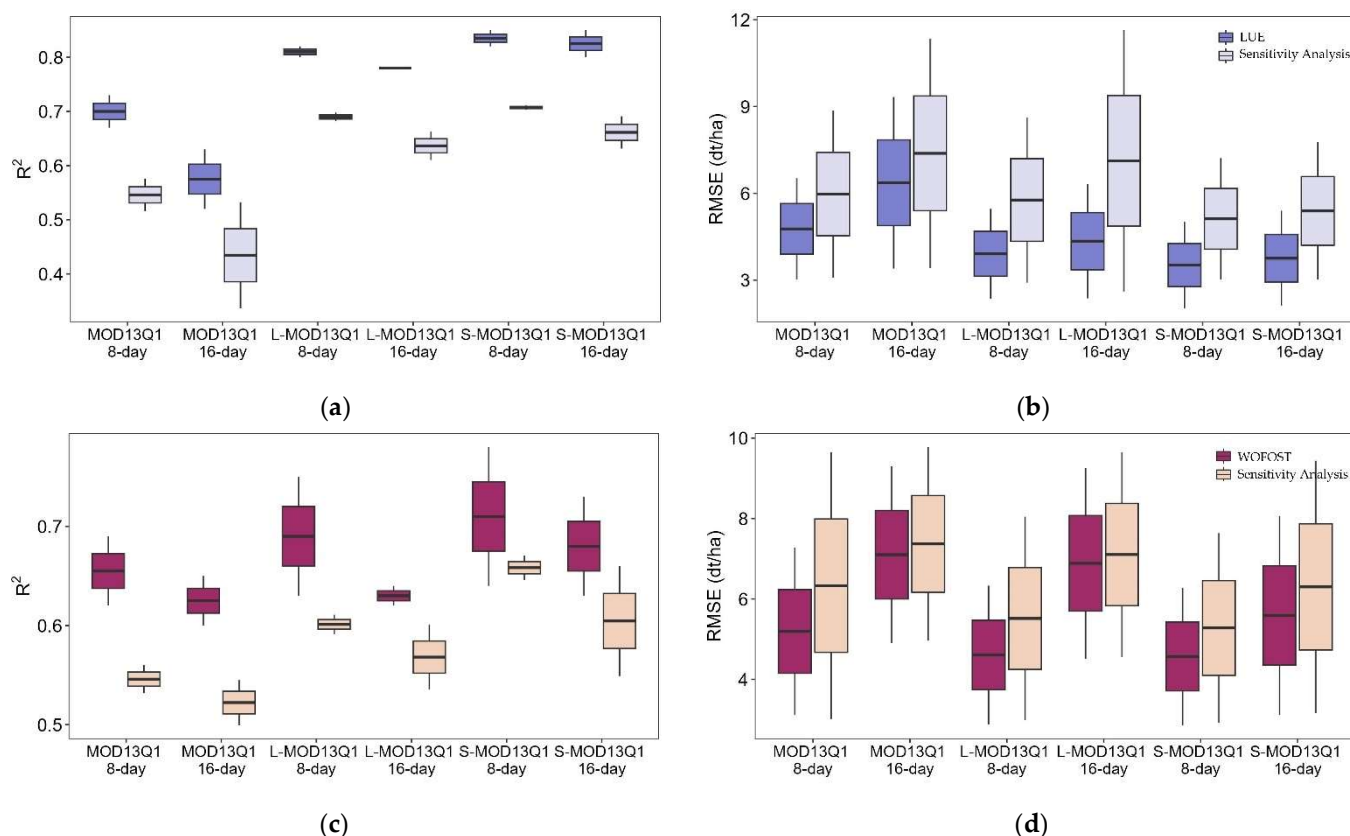 0.8
0.7
0.6
0.5
0.4
R²
MOD13Q1 MOD13Q1 L-MOD13Q1 L-MOD13Q1 S-MOD13Q1 S-MOD13Q1
8-day 16-day 8-day 16-day 8-day 16-day
(a)
12
9
6
3
RMSE (dt/ha)
LUE
Sensitivity Analysis
MOD13Q1 MOD13Q1 L-MOD13Q1 L-MOD13Q1 S-MOD13Q1 S-MOD13Q1
8-day 16-day 8-day 16-day 8-day 16-day
(b)
0.7
0.6
0.5
R²
MOD13Q1 MOD13Q1 L-MOD13Q1 L-MOD13Q1 S-MOD13Q1 S-MOD13Q1
8-day 16-day 8-day 16-day 8-day 16-day
(c)
10
8
6
4
RMSE (dt/ha)
WOFOST
Sensitivity Analysis
MOD13Q1 MOD13Q1 L-MOD13Q1 L-MOD13Q1 S-MOD13Q1 S-MOD13Q1
8-day 16-day 8-day 16-day 8-day 16-day
(d)